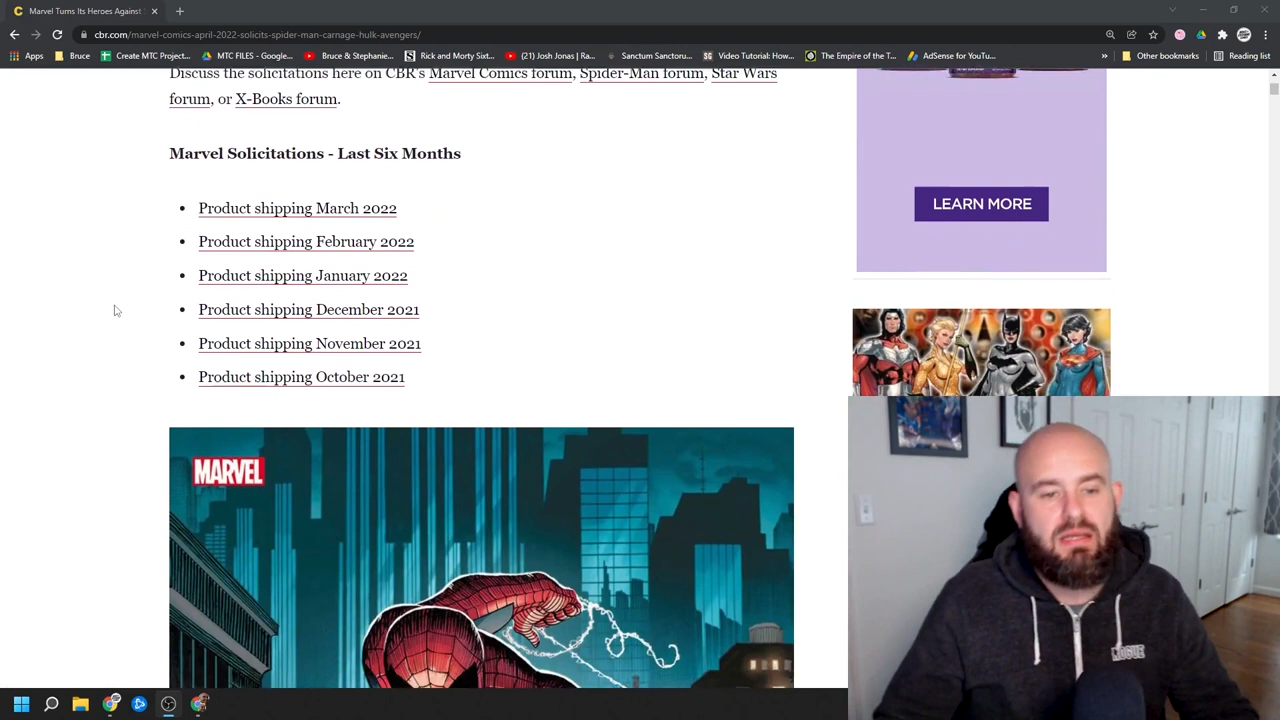 Marvel Turns Its Heroes Against S
cbr.com/marvel-comics-april-2022-solicits-spider-man-carnage-hulk-avengers/
Apps
Bruce
Create MTC Project...
MTC FILES - Google...
Bruce & Stephanie...
Rick and Morty Sixt...
(21) Josh Jonas | Ra...
Sanctum Sanctoru...
Video Tutorial: How...
The Empire of the T...
AdSense for YouTu...
»
Other bookmarks
Reading list
Discuss the solicitations here on CBR's Marvel Comics forum, Spider-Man forum, Star Wars
forum, or X-Books forum.
Marvel Solicitations - Last Six Months
• Product shipping March 2022
• Product shipping February 2022
• Product shipping January 2022
• Product shipping December 2021
• Product shipping November 2021
• Product shipping October 2021
LEARN MORE
MARVEL
ROGUE